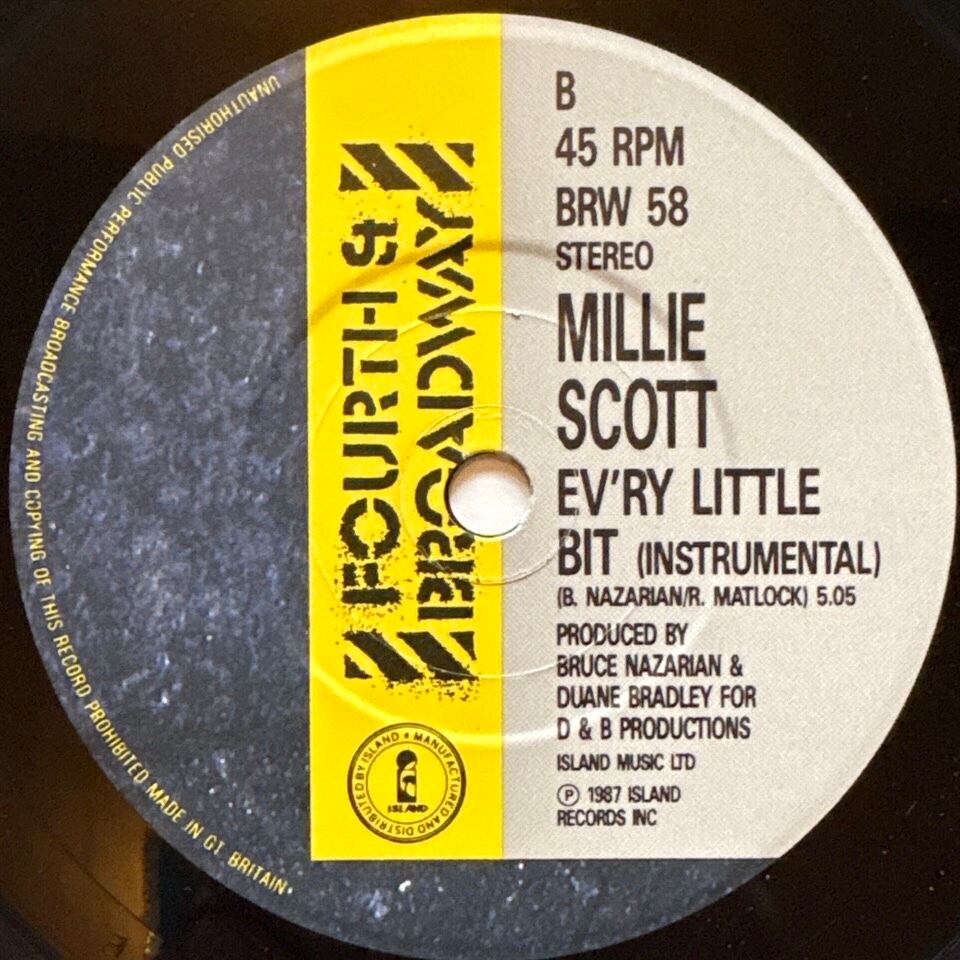 UNAUTHORISED PUBLIC PERFORMANCE BROADCASTING AND COPYING OF THIS RECORD PROHIBITED MADE IN GT. BRITAIN.
FOURTH &
BROADWAY
MANUFACTURED AND DISTRIBUTED BY ISLAND •
ISLAND
B
45 RPM
BRW 58
STEREO
MILLIE
SCOTT
EV'RY LITTLE
BIT (INSTRUMENTAL)
(B. NAZARIAN/R. MATLOCK) 5.05
PRODUCED BY
BRUCE NAZARIAN &
DUANE BRADLEY FOR
D & B PRODUCTIONS
ISLAND MUSIC LTD
Ⓟ 1987 ISLAND
RECORDS INC